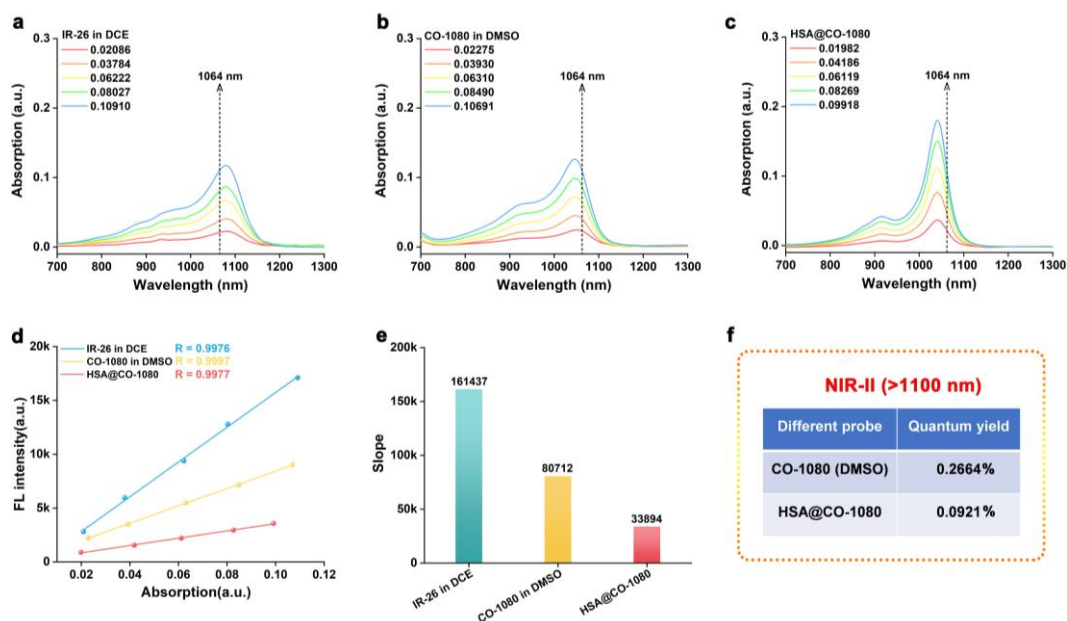 a
IR-26 in DCE
0.02086
0.03784
0.06222
0.08027
0.10910
1064 nm
0.3
0.2
0.1
0.0
Absorption (a.u.)
700 800 900 1000 1100 1200 1300
Wavelength (nm)
b
CO-1080 in DMSO
0.02275
0.03930
0.06310
0.08490
0.10691
1064 nm
0.3
0.2
0.1
0.0
Absorption (a.u.)
700 800 900 1000 1100 1200 1300
Wavelength (nm)
c
HSA@CO-1080
0.01982
0.04186
0.06119
0.08269
0.09918
1064 nm
0.3
0.2
0.1
0.0
Absorption (a.u.)
700 800 900 1000 1100 1200 1300
Wavelength (nm)
d
IR-26 in DCE R = 0.9976
CO-1080 in DMSO R = 0.9997
HSA@CO-1080 R = 0.9977
20k
15k
10k
5k
0
FL intensity(a.u.)
0.02 0.04 0.06 0.08 0.10 0.12
Absorption(a.u.)
e
200k
150k
100k
50k
0
Slope
161437
80712
33894
IR-26 in DCE
CO-1080 in DMSO
HSA@CO-1080
f
NIR-II (>1100 nm)
Different probe Quantum yield
CO-1080 (DMSO) 0.2664%
HSA@CO-1080 0.0921%